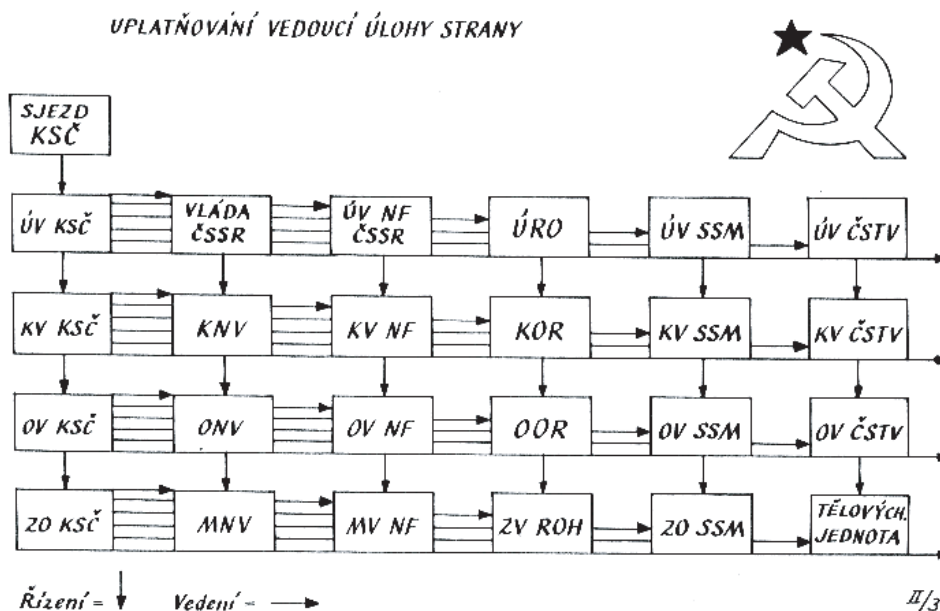 UPLATŇOVÁNÍ VEDOUCÍ ÚLOHY STRANY
SJEZD
KSČ
ÚV KSČ
VLÁDA
ČSSR
ÚV NF
ČSSR
ÚRO
ÚV SSM
ÚV ČSTV
KV KSČ
KNV
KV NF
KOR
KV SSM
KV ČSTV
OV KSČ
ONV
OV NF
OOR
OV SSM
OV ČSTV
ZO KSČ
MNV
MV NF
ZV ROH
ZO SSM
TĚLOVÝCH.
JEDNOTA
Řízení =
Vedení =
II/3